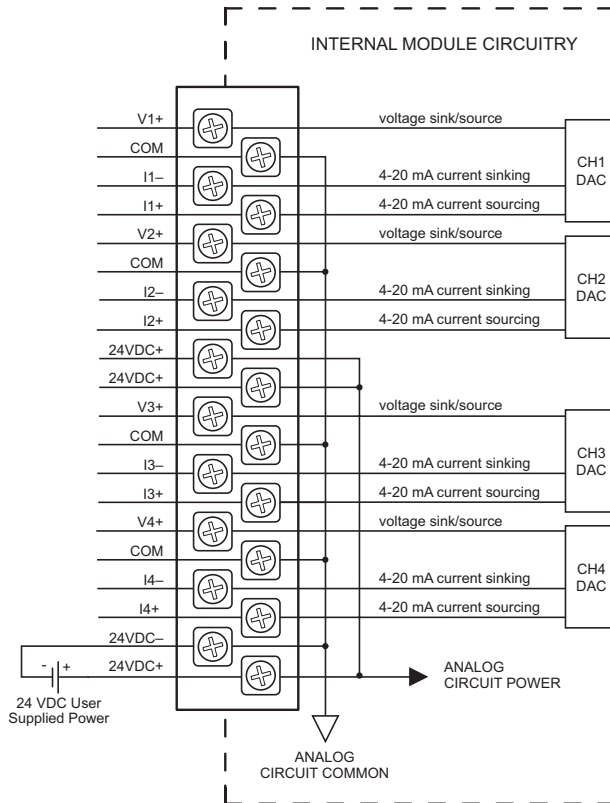 INTERNAL MODULE CIRCUITRY
V1+
voltage sink/source
COM
I1–
4-20 mA current sinking
I1+
4-20 mA current sourcing
CH1
DAC
V2+
voltage sink/source
COM
I2–
4-20 mA current sinking
I2+
4-20 mA current sourcing
CH2
DAC
24VDC+
24VDC+
V3+
voltage sink/source
COM
I3–
4-20 mA current sinking
I3+
4-20 mA current sourcing
CH3
DAC
V4+
voltage sink/source
COM
I4–
4-20 mA current sinking
I4+
4-20 mA current sourcing
CH4
DAC
24VDC–
24VDC+
- +
24 VDC User
Supplied Power
ANALOG
CIRCUIT POWER
ANALOG
CIRCUIT COMMON